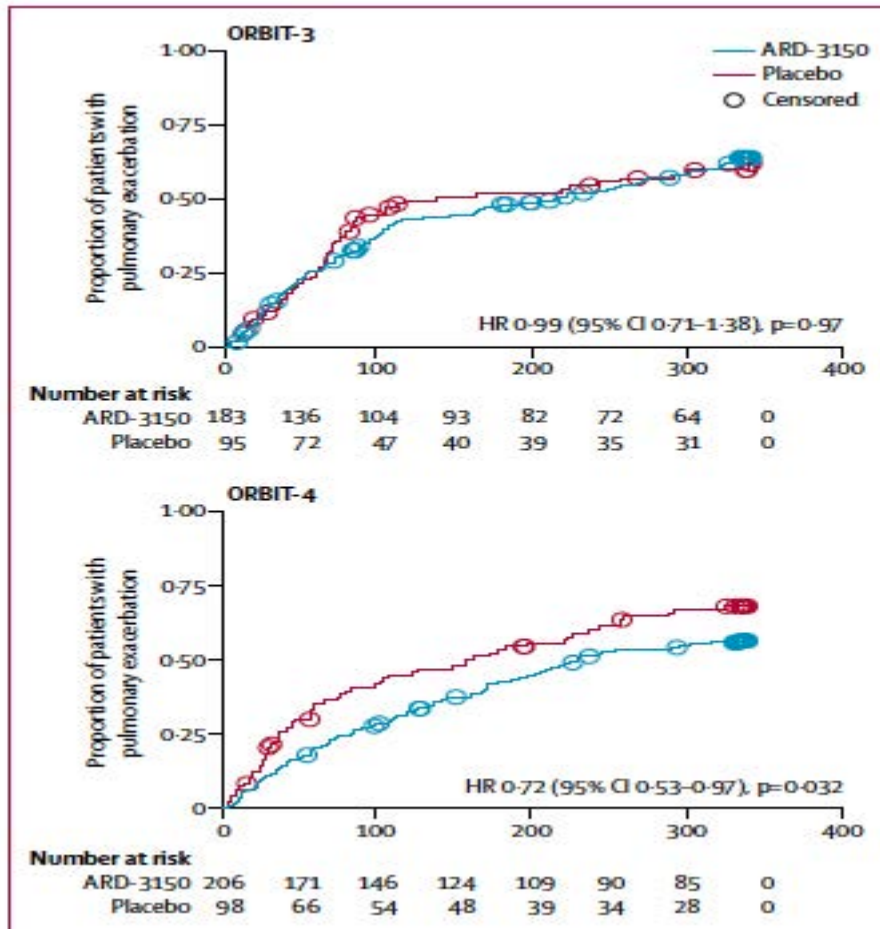 ORBIT-3
1·00
0·75
0·50
0·25
0
Proportion of patients with
pulmonary exacerbation
ARD-3150
Placebo
Censored
HR 0·99 (95% CI 0·71–1·38), p=0·97
0 100 200 300 400
Number at risk
ARD-3150 183 136 104 93 82 72 64 0
Placebo 95 72 47 40 39 35 31 0
ORBIT-4
1·00
0·75
0·50
0·25
0
Proportion of patients with
pulmonary exacerbation
HR 0·72 (95% CI 0·53–0·97), p=0·032
0 100 200 300 400
Number at risk
ARD-3150 206 171 146 124 109 90 85 0
Placebo 98 66 54 48 39 34 28 0